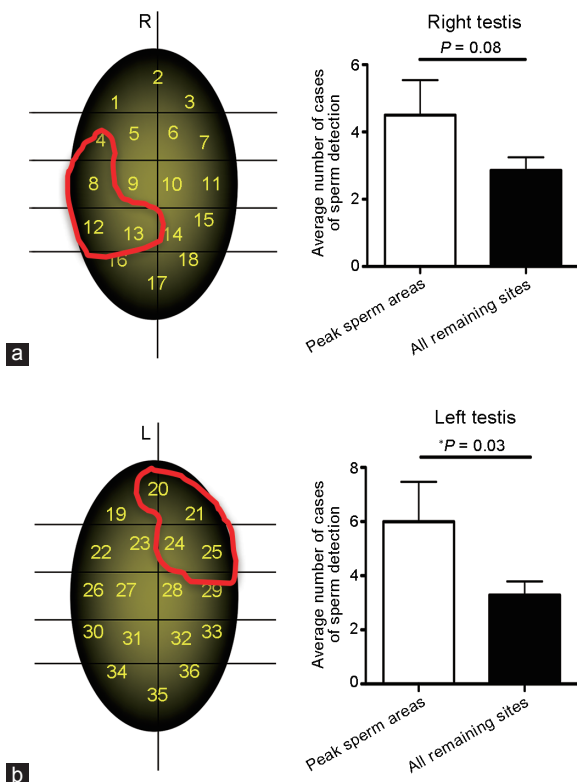 R
2
1 3
4 5 6 7
8 9 10 11
12 13 14 15
16 18
17
a
Right testis
P = 0.08
6
4
2
0
Average number of cases
of sperm detection
Peak sperm areas
All remaining sites
L
20
19 21
22 23 24 25
26 27 28 29
30 31 32 33
34 36
35
b
Left testis
*P = 0.03
8
6
4
2
0
Average number of cases
of sperm detection
Peak sperm areas
All remaining sites